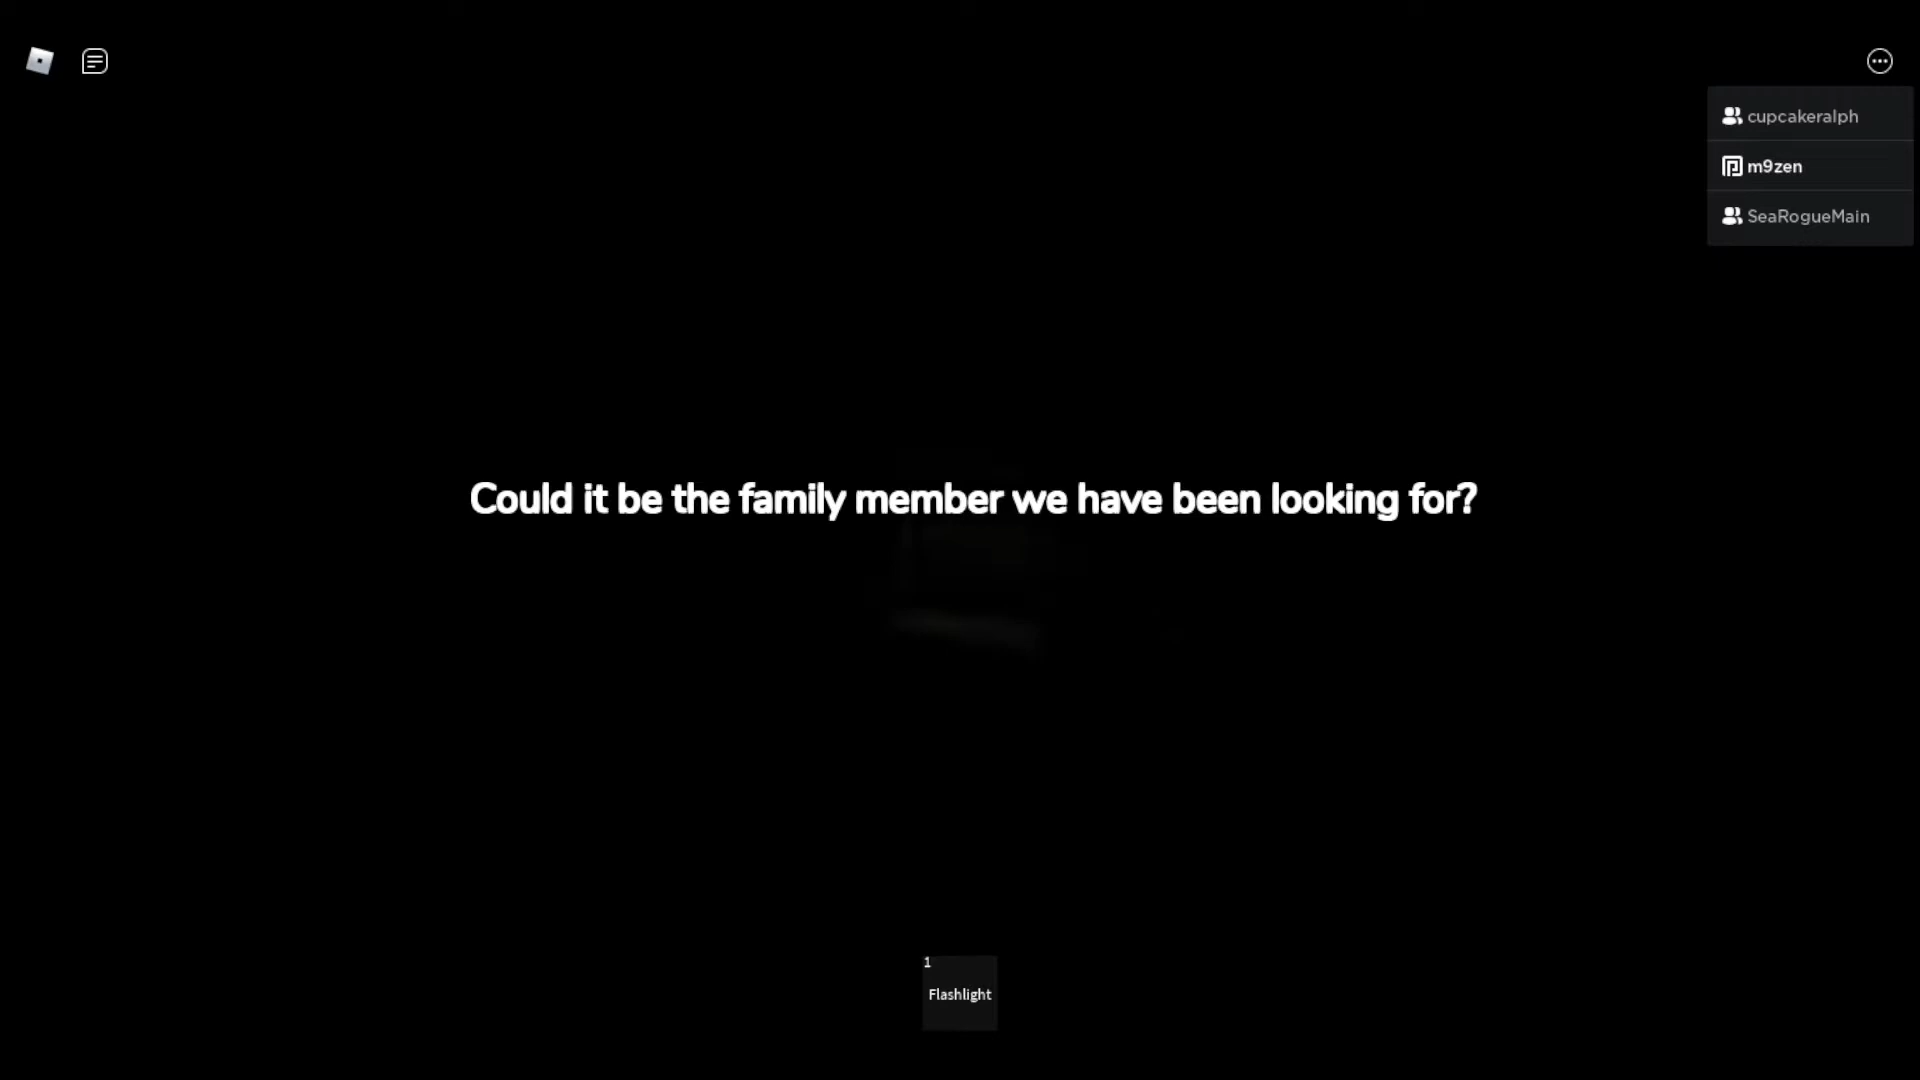 cupcakeralph
m9zen
SeaRogueMain
Could it be the family member we have been looking for?
1
Flashlight